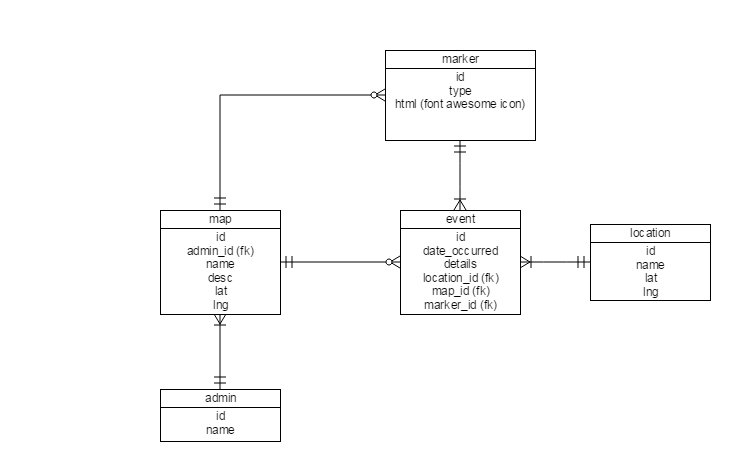 marker
id
type
html (font awesome icon)
map
id
admin_id (fk)
name
desc
lat
lng
event
id
date_occurred
details
location_id (fk)
map_id (fk)
marker_id (fk)
location
id
name
lat
lng
admin
id
name